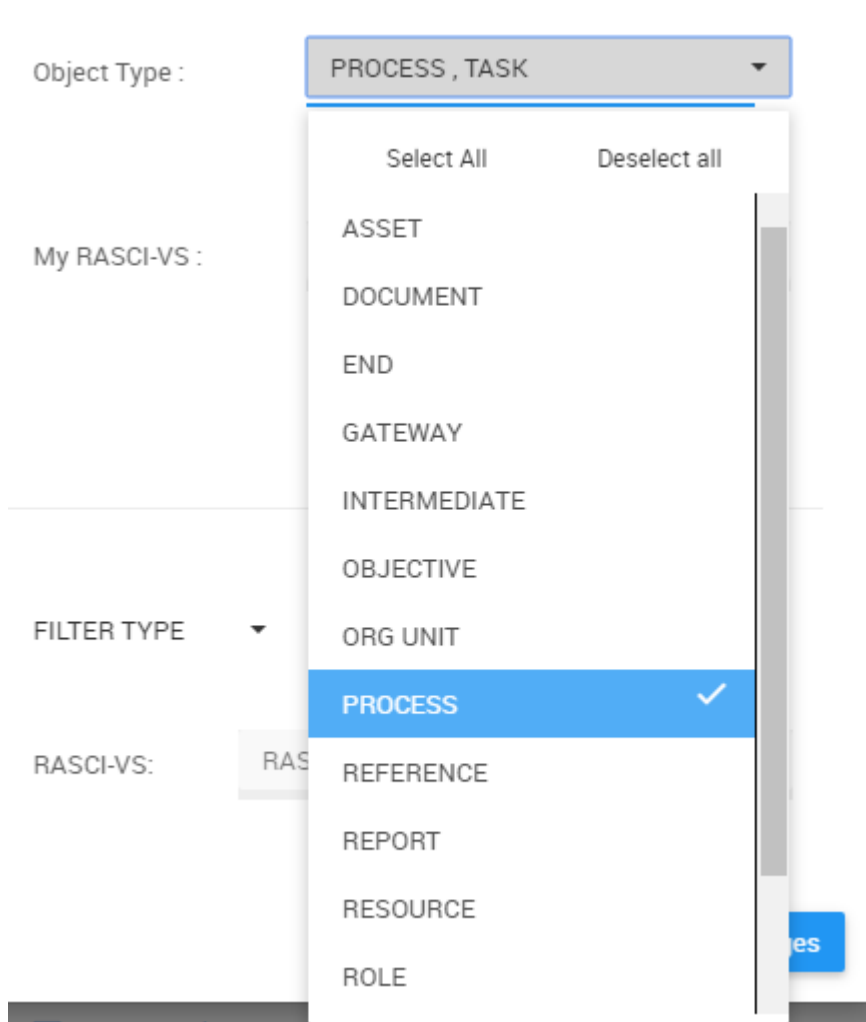 Object Type :
PROCESS , TASK
Select All
Deselect all
My RASCI-VS :
ASSET
DOCUMENT
END
GATEWAY
INTERMEDIATE
OBJECTIVE
ORG UNIT
FILTER TYPE
PROCESS
RASCI-VS:
REFERENCE
REPORT
RESOURCE
ROLE